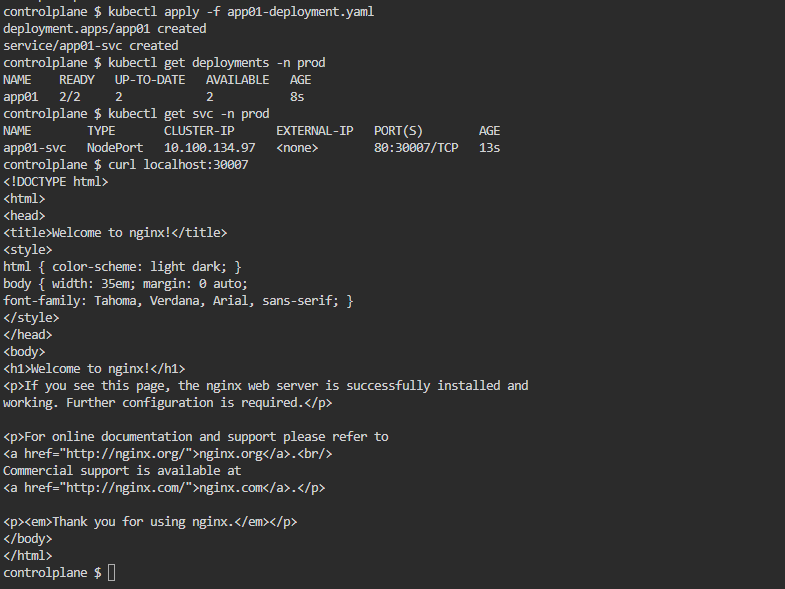 controlplane $ kubectl apply -f app01-deployment.yaml
deployment.apps/app01 created
service/app01-svc created
controlplane $ kubectl get deployments -n prod
NAME    READY   UP-TO-DATE   AVAILABLE   AGE
app01   2/2     2            2           8s
controlplane $ kubectl get svc -n prod
NAME        TYPE       CLUSTER-IP      EXTERNAL-IP   PORT(S)        AGE
app01-svc   NodePort   10.100.134.97   <none>        80:30007/TCP   13s
controlplane $ curl localhost:30007
<!DOCTYPE html>
<html>
<head>
<title>Welcome to nginx!</title>
<style>
html { color-scheme: light dark; }
body { width: 35em; margin: 0 auto;
font-family: Tahoma, Verdana, Arial, sans-serif; }
</style>
</head>
<body>
<h1>Welcome to nginx!</h1>
<p>If you see this page, the nginx web server is successfully installed and
working. Further configuration is required.</p>

<p>For online documentation and support please refer to
<a href="http://nginx.org/">nginx.org</a>.<br/>
Commercial support is available at
<a href="http://nginx.com/">nginx.com</a>.</p>

<p><em>Thank you for using nginx.</em></p>
</body>
</html>
controlplane $